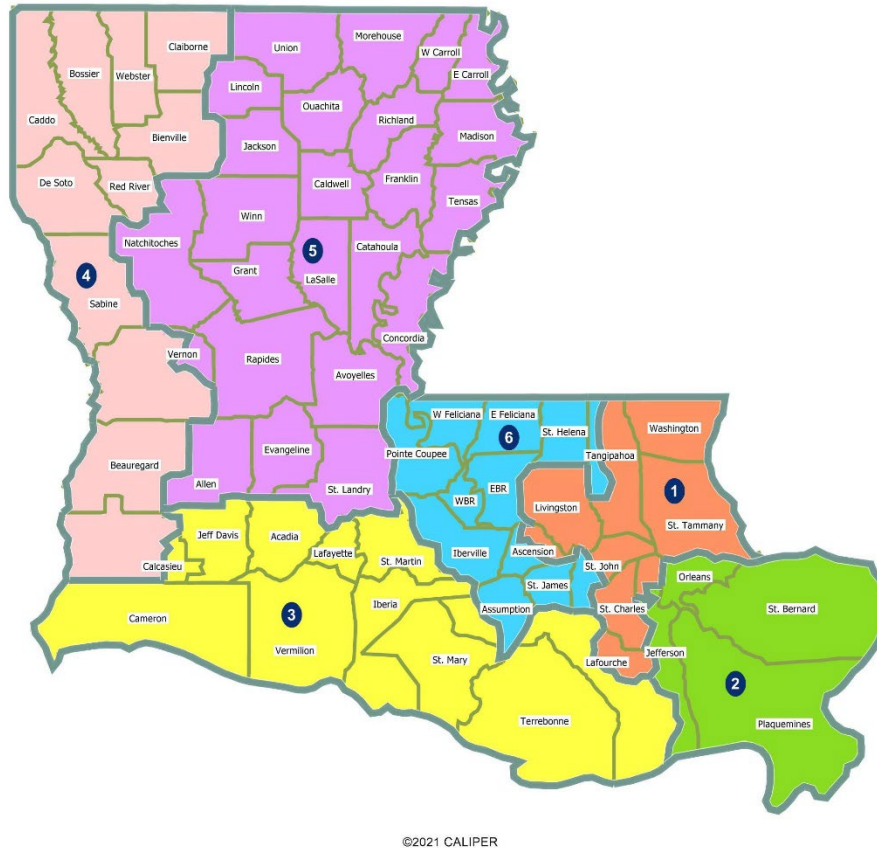 Claiborne
Union
Morehouse
W Carroll
Bossier
Webster
E Carroll
Lincoln
Ouachita
Caddo
Richland
Bienville
Madison
Jackson
De Soto
Red River
Caldwell
Franklin
Tensas
Winn
Natchitoches
Catahoula
5
Grant
4
LaSalle
Sabine
Concordia
Vernon
Rapides
Avoyelles
W Feliciana
E Feliciana
St. Helena
Washington
6
Evangeline
Pointe Coupee
Tangipahoa
Beauregard
Allen
EBR
1
St. Landry
WBR
Livingston
St. Tammany
Jeff Davis
Acadia
Lafayette
St. Martin
Iberville
Ascension
Calcasieu
St. John
Orleans
St. James
Cameron
Iberia
Assumption
St. Charles
St. Bernard
3
Vermilion
St. Mary
Lafourche
Jefferson
2
Terrebonne
Plaquemines
©2021 CALIPER